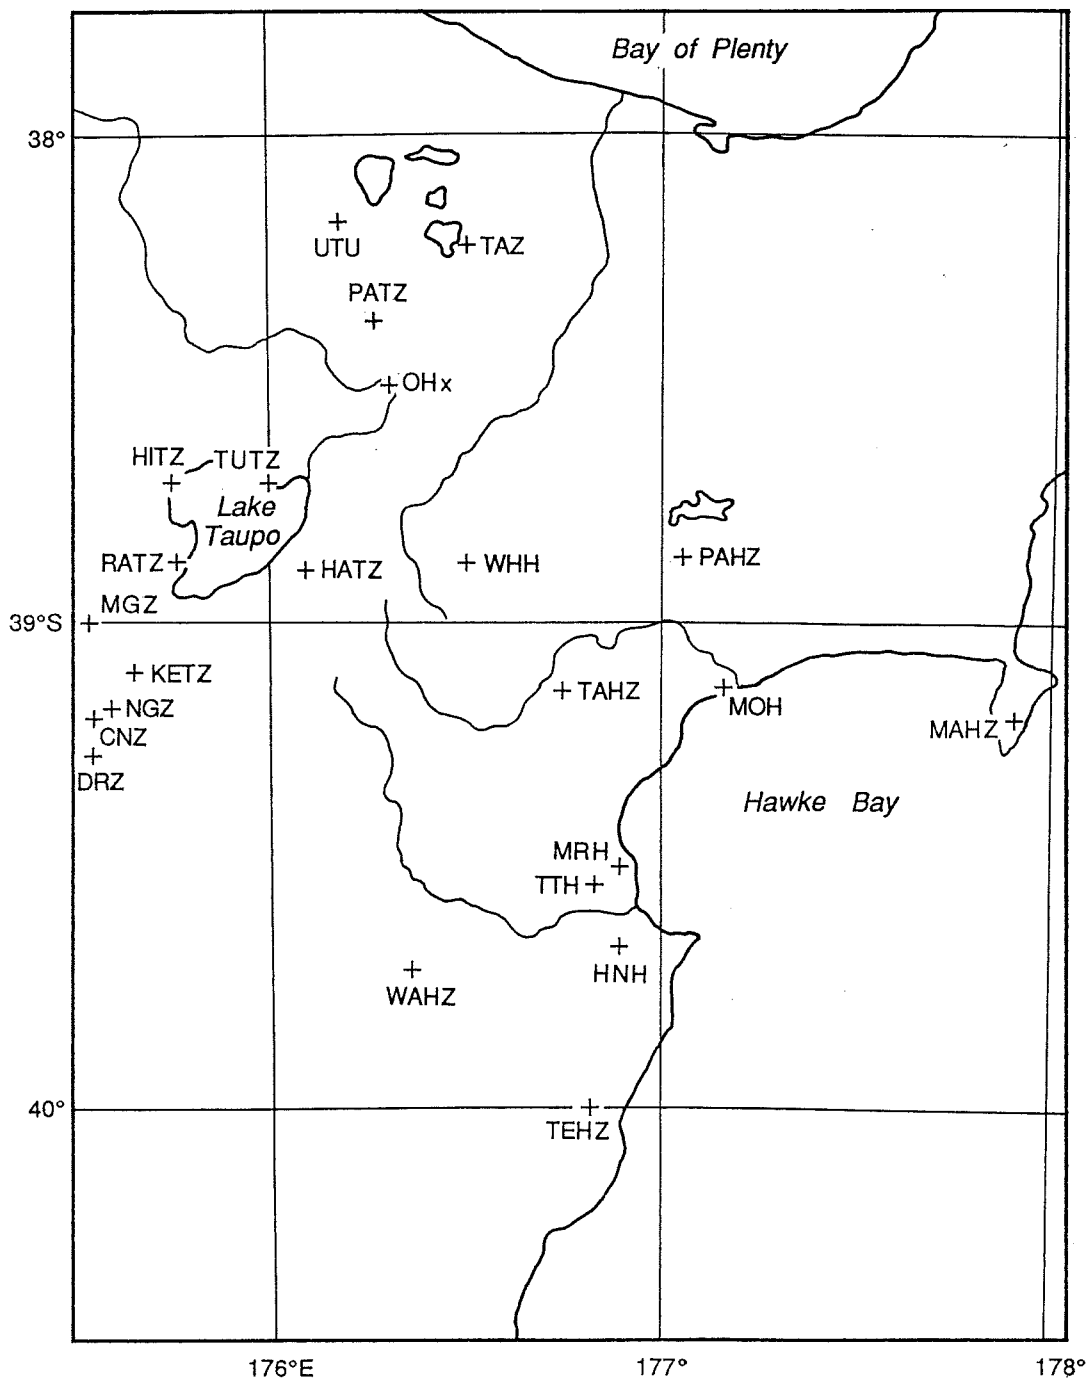 Bay of Plenty
38°
UTU
TAZ
PATZ
OHx
HITZ
TUTZ
Lake
Taupo
RATZ
HATZ
WHH
PAHZ
MGZ
39°S
KETZ
TAHZ
NGZ
MOH
CNZ
MAHZ
DRZ
Hawke Bay
MRH
TTH
HNH
WAHZ
40°
TEHZ
176°E
177°
178°